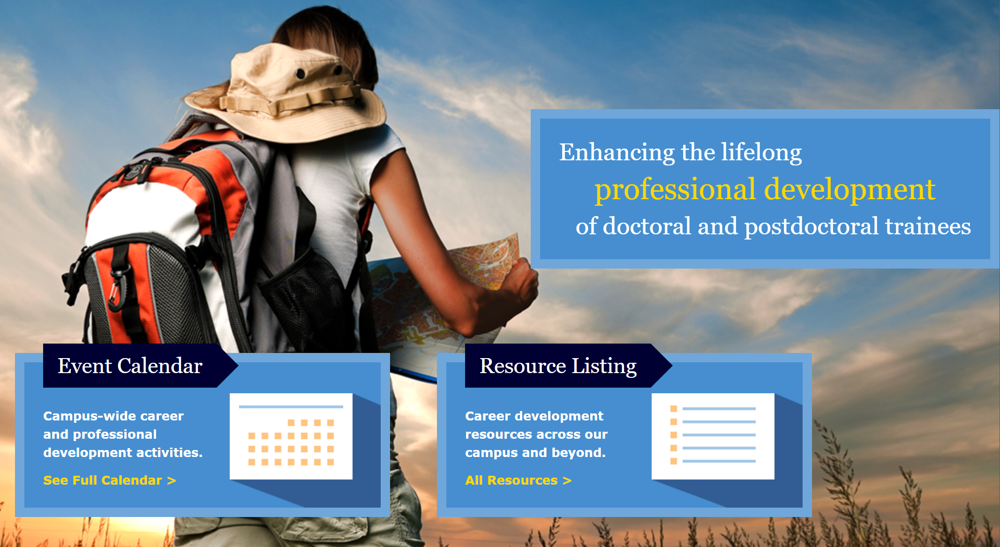 Enhancing the lifelong
professional development
of doctoral and postdoctoral trainees
Event Calendar
Campus-wide career
and professional
development activities.
See Full Calendar >
Resource Listing
Career development
resources across our
campus and beyond.
All Resources >